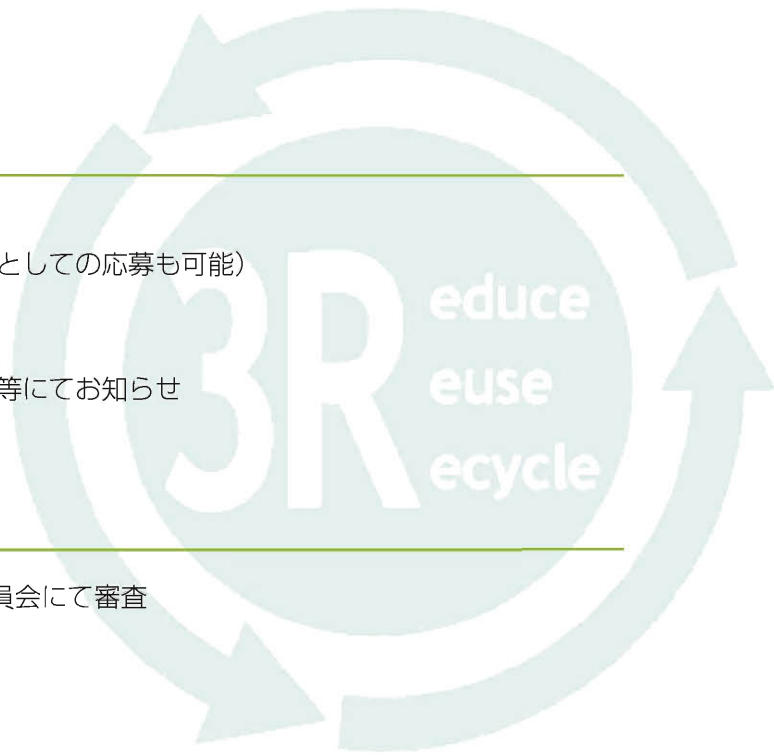 としての応募も可能）
3R
educe
euse
ecycle
等にてお知らせ
員会にて審査